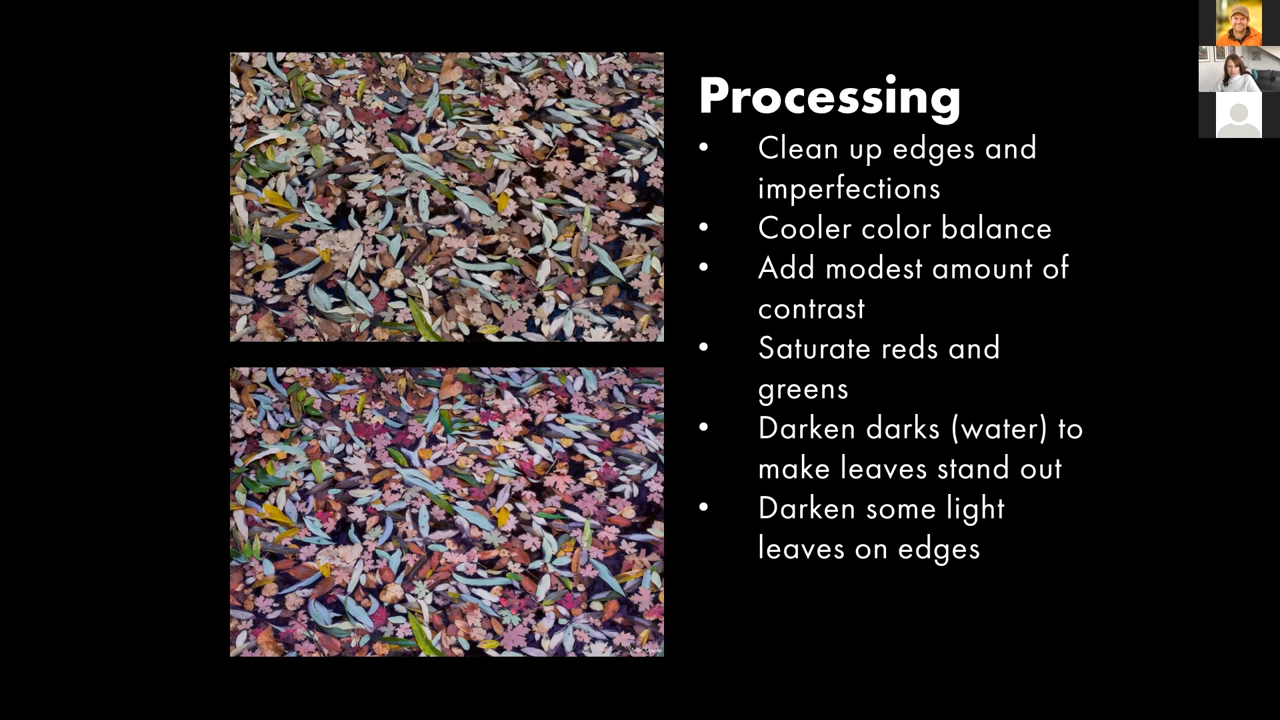 Processing
• Clean up edges and
imperfections
• Cooler color balance
• Add modest amount of
contrast
• Saturate reds and
greens
• Darken darks (water) to
make leaves stand out
• Darken some light
leaves on edges